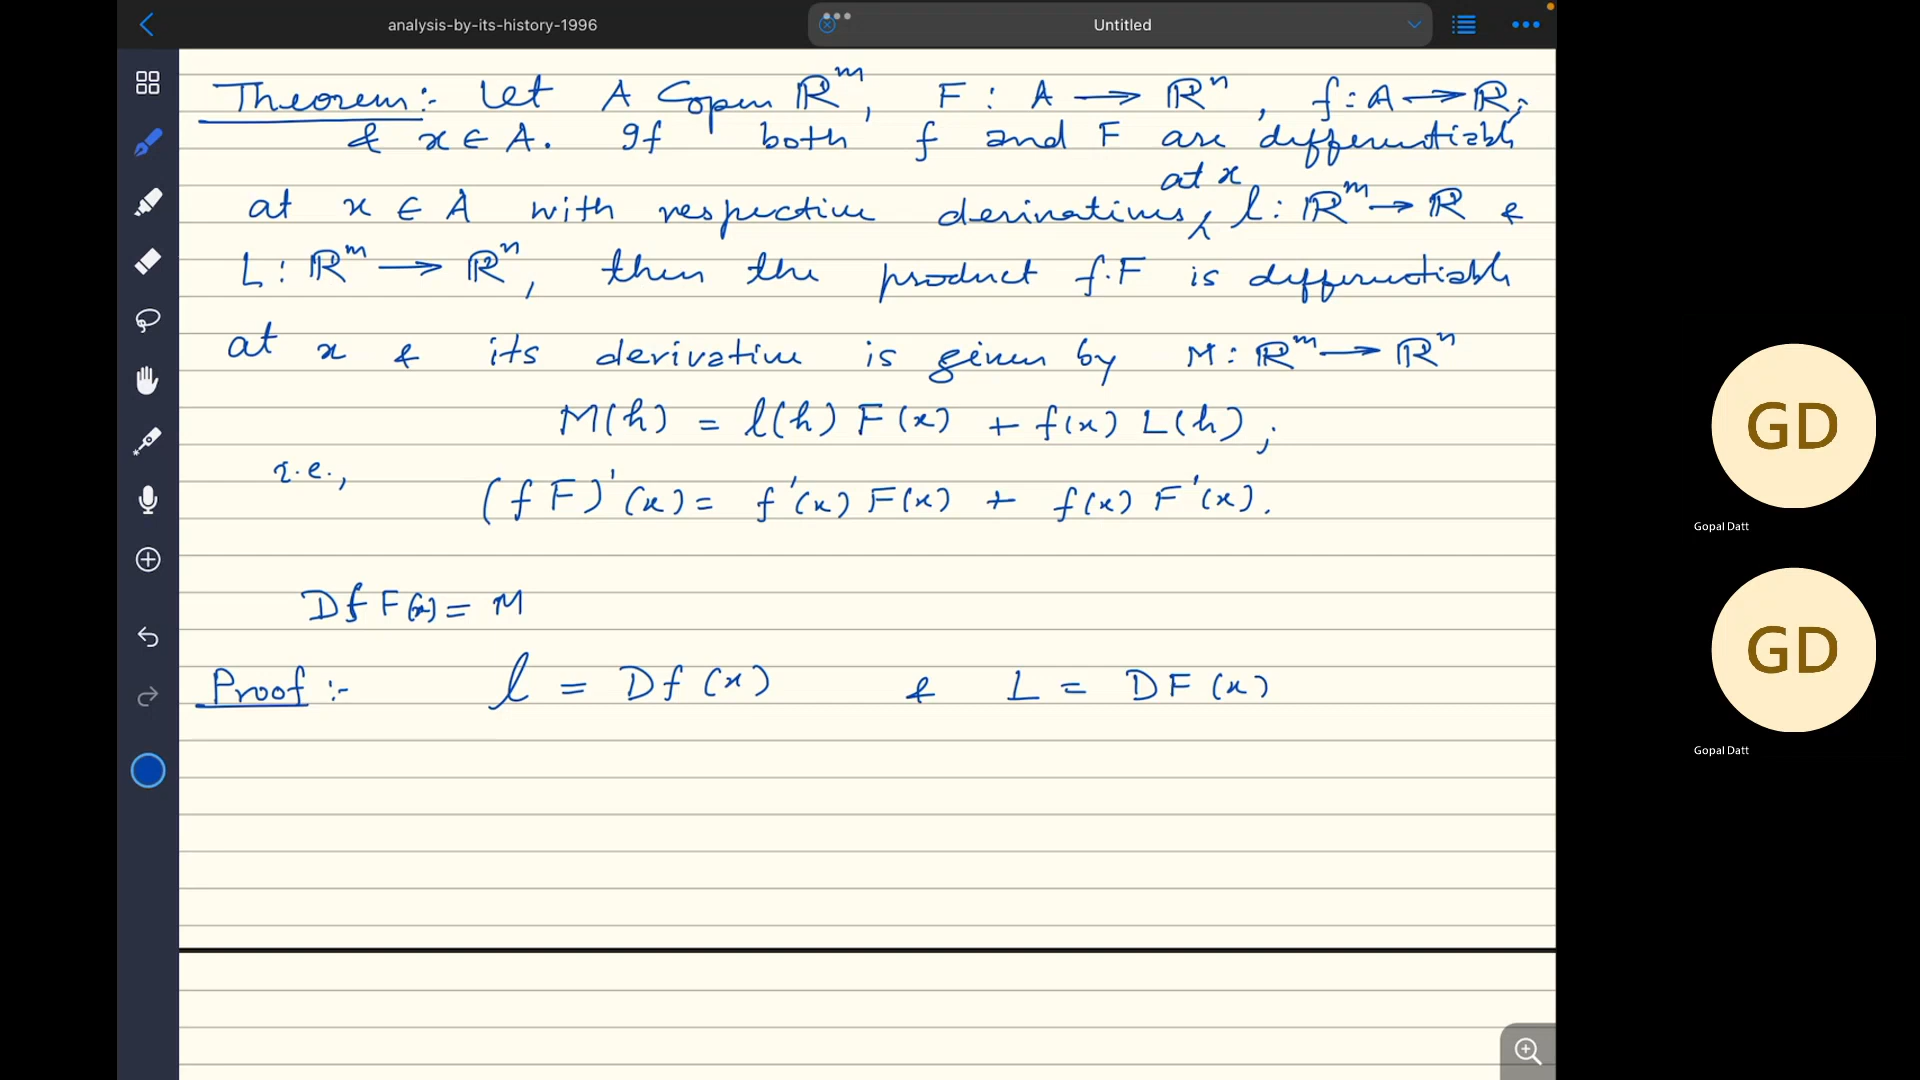 analysis-by-its-history-1996
Untitled
Theorem :- Let A ⊂open ℝ^m, F : A → ℝ^n, f : A → ℝ,
& x ∈ A. If both f and F are differentiable
at x
at x ∈ A with respective derivatives, l : ℝ^m → ℝ &
L : ℝ^m → ℝ^n, then the product f.F is differentiable
at x & its derivative is given by M : ℝ^m → ℝ^n
M(h) = l(h) F(x) + f(x) L(h) ;
i.e.,
(f F)'(x) = f'(x) F(x) + f(x) F'(x).
Df F(x) = M
Proof :- l = Df(x) & L = DF(x)
GD
Gopal Datt
GD
Gopal Datt